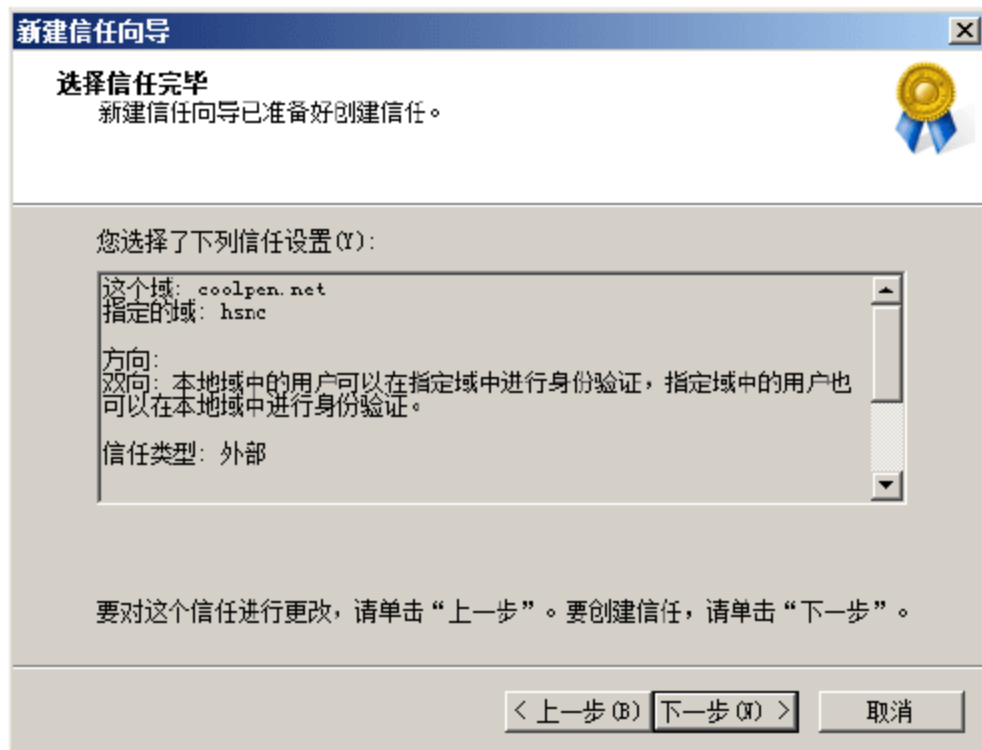 新建信任向导
选择信任完毕
新建信任向导已准备好创建信任。
您选择了下列信任设置(Y):
这个域: coolpen.net
指定的域: hsnc
方向:
双向: 本地域中的用户可以在指定域中进行身份验证，指定域中的用户也
可以在本地域中进行身份验证。
信任类型: 外部
要对这个信任进行更改，请单击“上一步”。要创建信任，请单击“下一步”。
< 上一步(B) 下一步(N) > 取消